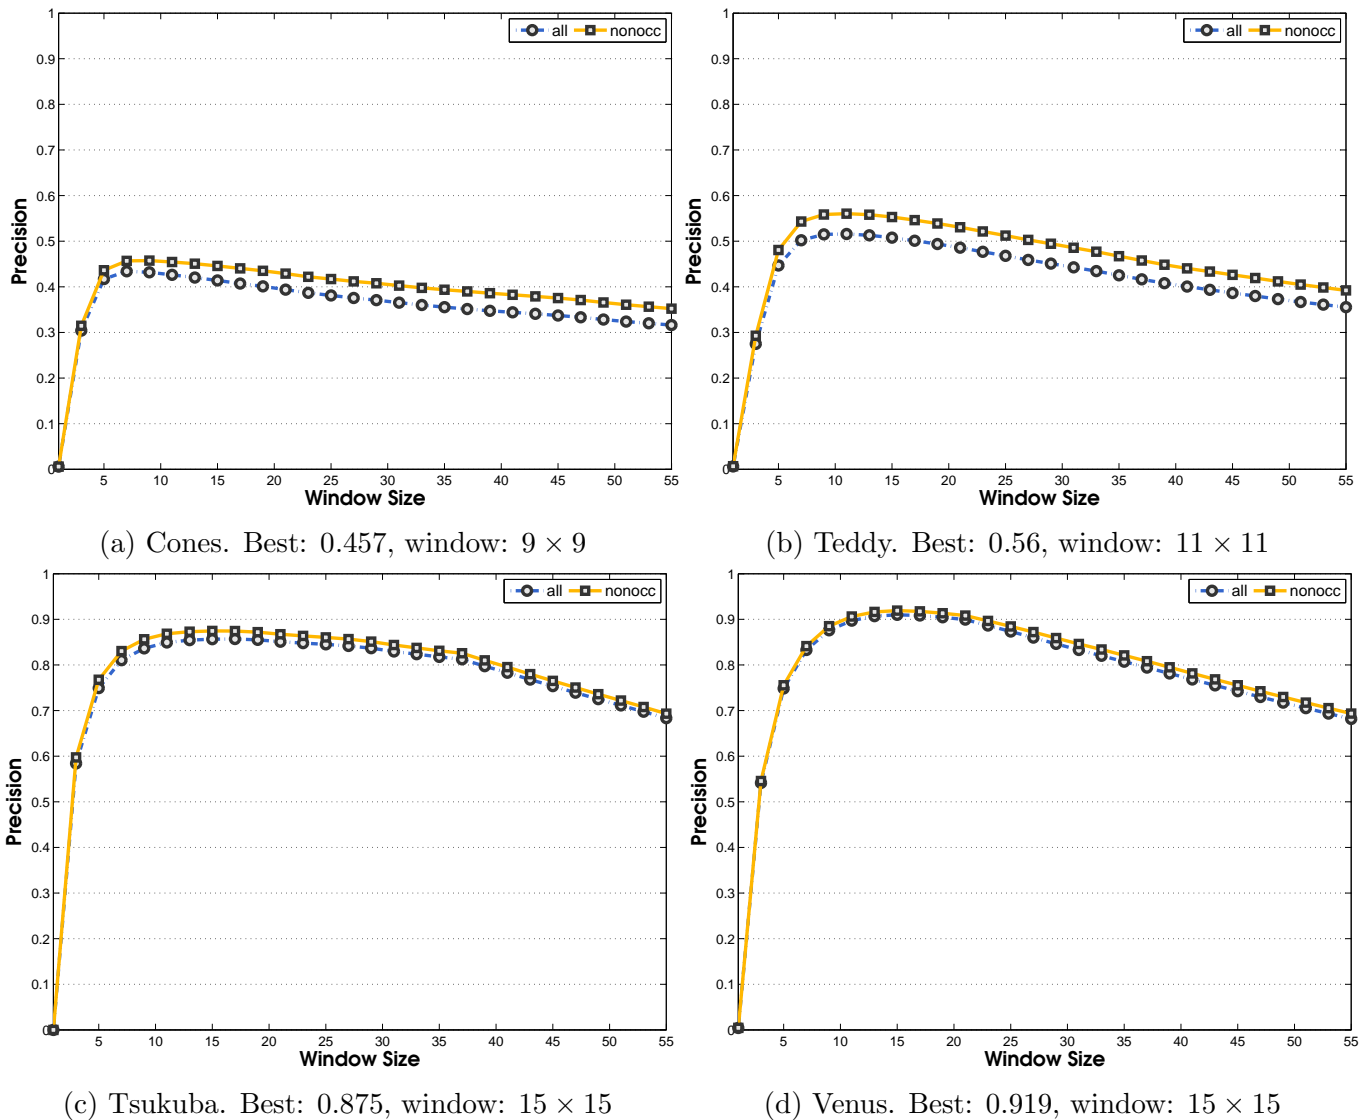 1
0.9
0.8
0.7
0.6
0.5
0.4
0.3
0.2
0.1
0
Precision
all nonocc
5 10 15 20 25 30 35 40 45 50 55
Window Size
(a) Cones. Best: 0.457, window: 9 × 9
1
0.9
0.8
0.7
0.6
0.5
0.4
0.3
0.2
0.1
0
Precision
all nonocc
5 10 15 20 25 30 35 40 45 50 55
Window Size
(b) Teddy. Best: 0.56, window: 11 × 11
1
0.9
0.8
0.7
0.6
0.5
0.4
0.3
0.2
0.1
0
Precision
all nonocc
5 10 15 20 25 30 35 40 45 50 55
Window Size
(c) Tsukuba. Best: 0.875, window: 15 × 15
1
0.9
0.8
0.7
0.6
0.5
0.4
0.3
0.2
0.1
0
Precision
all nonocc
5 10 15 20 25 30 35 40 45 50 55
Window Size
(d) Venus. Best: 0.919, window: 15 × 15